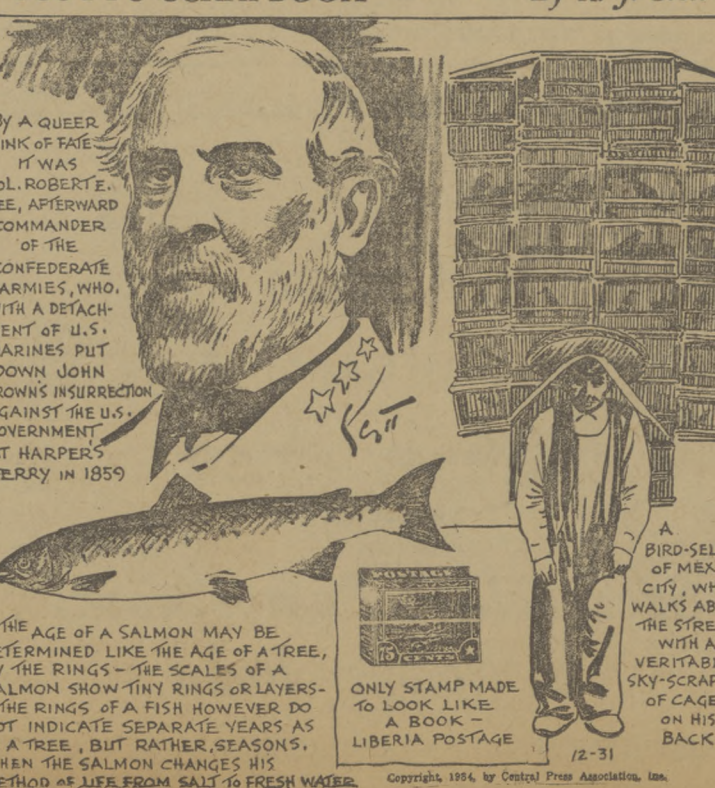 BY A QUEER
INK OF FATE
IT WAS
OL. ROBERT E.
EE, AFTERWARD
COMMANDER
OF THE
CONFEDERATE
ARMIES, WHO,
ITH A DETACH-
ENT OF U.S.
ARINES PUT
DOWN JOHN
ROWN'S INSURRECTION
GAINST THE U.S.
OVERNMENT
T HARPER'S
ERRY IN 1859
THE AGE OF A SALMON MAY BE
ETERMINED LIKE THE AGE OF A TREE,
Y THE RINGS - THE SCALES OF A
ALMON SHOW TINY RINGS OR LAYERS-
THE RINGS OF A FISH HOWEVER DO
OT INDICATE SEPARATE YEARS AS
A TREE, BUT RATHER, SEASONS.
HEN THE SALMON CHANGES HIS
ETHOD OF LIFE FROM SALT TO FRESH WATER
POSTAGE
75
CENTS
ONLY STAMP MADE
TO LOOK LIKE
A BOOK -
LIBERIA POSTAGE
A
BIRD-SEL
OF MEX
CITY, WH
WALKS AB
THE STRE
WITH A
VERITABL
SKY-SCRAP
OF CAGE
ON HIS
BACK
12-31
Copyright, 1934, by Central Press Association, Inc.